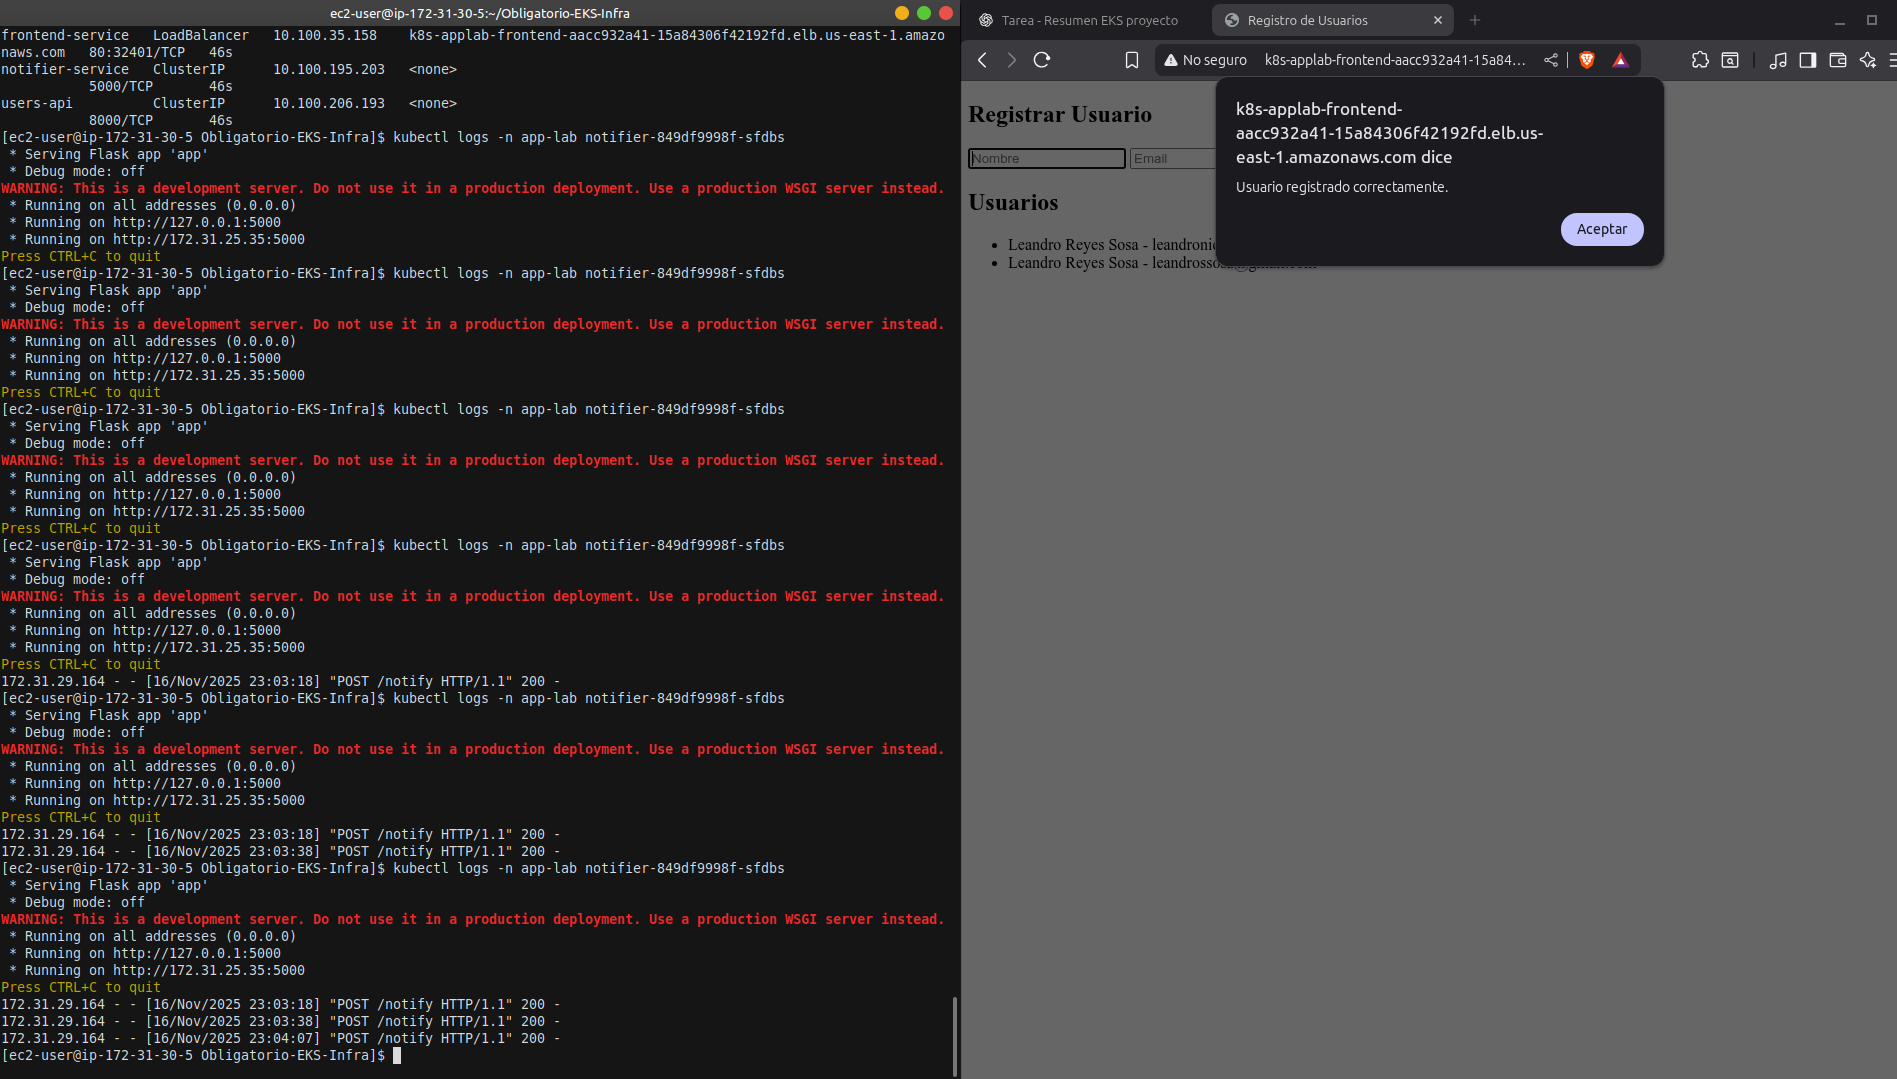 ec2-user@ip-172-31-30-5:~/Obligatorio-EKS-Infra
frontend-service   LoadBalancer   10.100.35.158    k8s-applab-frontend-aacc932a41-15a84306f42192fd.elb.us-east-1.amazo
naws.com   80:32401/TCP   46s
notifier-service   ClusterIP      10.100.195.203   <none>
           5000/TCP       46s
users-api          ClusterIP      10.100.206.193   <none>
           8000/TCP       46s
[ec2-user@ip-172-31-30-5 Obligatorio-EKS-Infra]$ kubectl logs -n app-lab notifier-849df9998f-sfdbs
 * Serving Flask app 'app'
 * Debug mode: off
WARNING: This is a development server. Do not use it in a production deployment. Use a production WSGI server instead.
 * Running on all addresses (0.0.0.0)
 * Running on http://127.0.0.1:5000
 * Running on http://172.31.25.35:5000
Press CTRL+C to quit
[ec2-user@ip-172-31-30-5 Obligatorio-EKS-Infra]$ kubectl logs -n app-lab notifier-849df9998f-sfdbs
 * Serving Flask app 'app'
 * Debug mode: off
WARNING: This is a development server. Do not use it in a production deployment. Use a production WSGI server instead.
 * Running on all addresses (0.0.0.0)
 * Running on http://127.0.0.1:5000
 * Running on http://172.31.25.35:5000
Press CTRL+C to quit
[ec2-user@ip-172-31-30-5 Obligatorio-EKS-Infra]$ kubectl logs -n app-lab notifier-849df9998f-sfdbs
 * Serving Flask app 'app'
 * Debug mode: off
WARNING: This is a development server. Do not use it in a production deployment. Use a production WSGI server instead.
 * Running on all addresses (0.0.0.0)
 * Running on http://127.0.0.1:5000
 * Running on http://172.31.25.35:5000
Press CTRL+C to quit
[ec2-user@ip-172-31-30-5 Obligatorio-EKS-Infra]$ kubectl logs -n app-lab notifier-849df9998f-sfdbs
 * Serving Flask app 'app'
 * Debug mode: off
WARNING: This is a development server. Do not use it in a production deployment. Use a production WSGI server instead.
 * Running on all addresses (0.0.0.0)
 * Running on http://127.0.0.1:5000
 * Running on http://172.31.25.35:5000
Press CTRL+C to quit
172.31.29.164 - - [16/Nov/2025 23:03:18] "POST /notify HTTP/1.1" 200 -
[ec2-user@ip-172-31-30-5 Obligatorio-EKS-Infra]$ kubectl logs -n app-lab notifier-849df9998f-sfdbs
 * Serving Flask app 'app'
 * Debug mode: off
WARNING: This is a development server. Do not use it in a production deployment. Use a production WSGI server instead.
 * Running on all addresses (0.0.0.0)
 * Running on http://127.0.0.1:5000
 * Running on http://172.31.25.35:5000
Press CTRL+C to quit
172.31.29.164 - - [16/Nov/2025 23:03:18] "POST /notify HTTP/1.1" 200 -
172.31.29.164 - - [16/Nov/2025 23:03:38] "POST /notify HTTP/1.1" 200 -
[ec2-user@ip-172-31-30-5 Obligatorio-EKS-Infra]$ kubectl logs -n app-lab notifier-849df9998f-sfdbs
 * Serving Flask app 'app'
 * Debug mode: off
WARNING: This is a development server. Do not use it in a production deployment. Use a production WSGI server instead.
 * Running on all addresses (0.0.0.0)
 * Running on http://127.0.0.1:5000
 * Running on http://172.31.25.35:5000
Press CTRL+C to quit
172.31.29.164 - - [16/Nov/2025 23:03:18] "POST /notify HTTP/1.1" 200 -
172.31.29.164 - - [16/Nov/2025 23:03:38] "POST /notify HTTP/1.1" 200 -
172.31.29.164 - - [16/Nov/2025 23:04:07] "POST /notify HTTP/1.1" 200 -
[ec2-user@ip-172-31-30-5 Obligatorio-EKS-Infra]$
Tarea - Resumen EKS proyecto
Registro de Usuarios
No seguro k8s-applab-frontend-aacc932a41-15a84...
Registrar Usuario
Nombre
Email
Usuarios
Leandro Reyes Sosa - leandronic
Leandro Reyes Sosa -
k8s-applab-frontend-
aacc932a41-15a84306f42192fd.elb.us-
east-1.amazonaws.com dice
Usuario registrado correctamente.
Aceptar